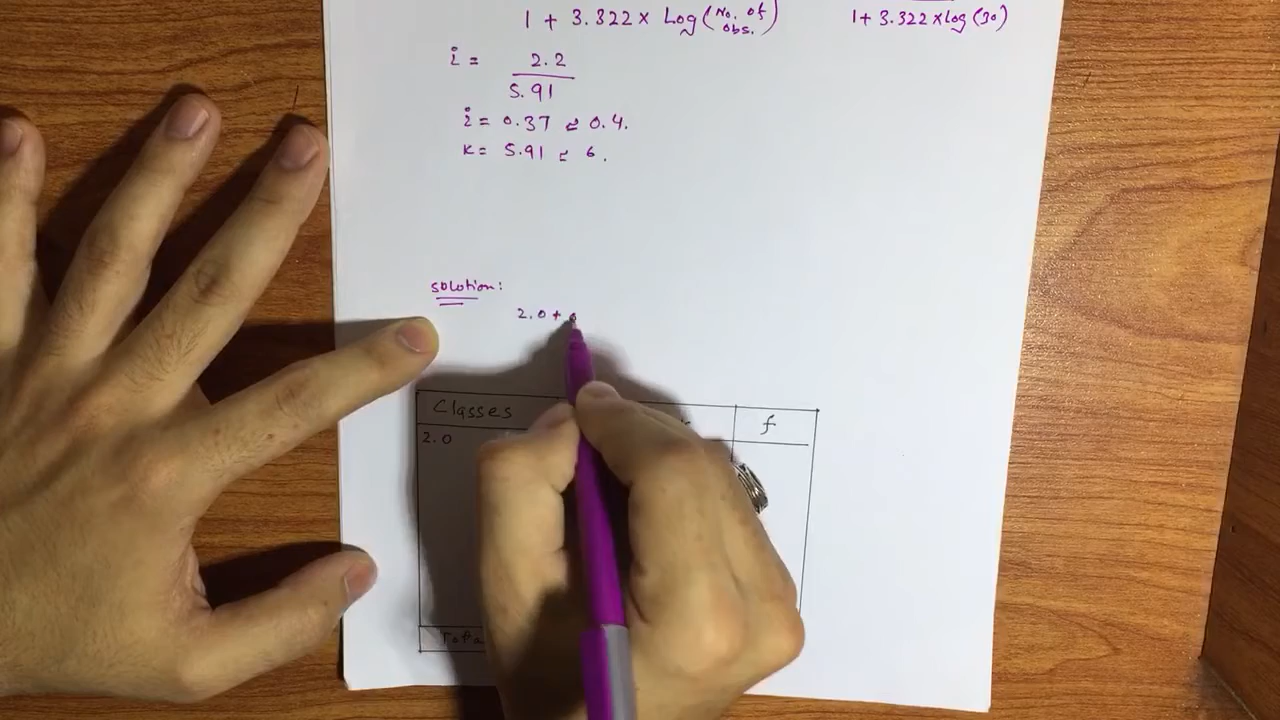 1 + 3.322 × Log(No. of obs.)
1 + 3.322 × log (30)
i = 2.2
5.91
i = 0.37 ≈ 0.4.
K = 5.91 ≈ 6.
Solution:
2.0 +
Classes
f
2.0